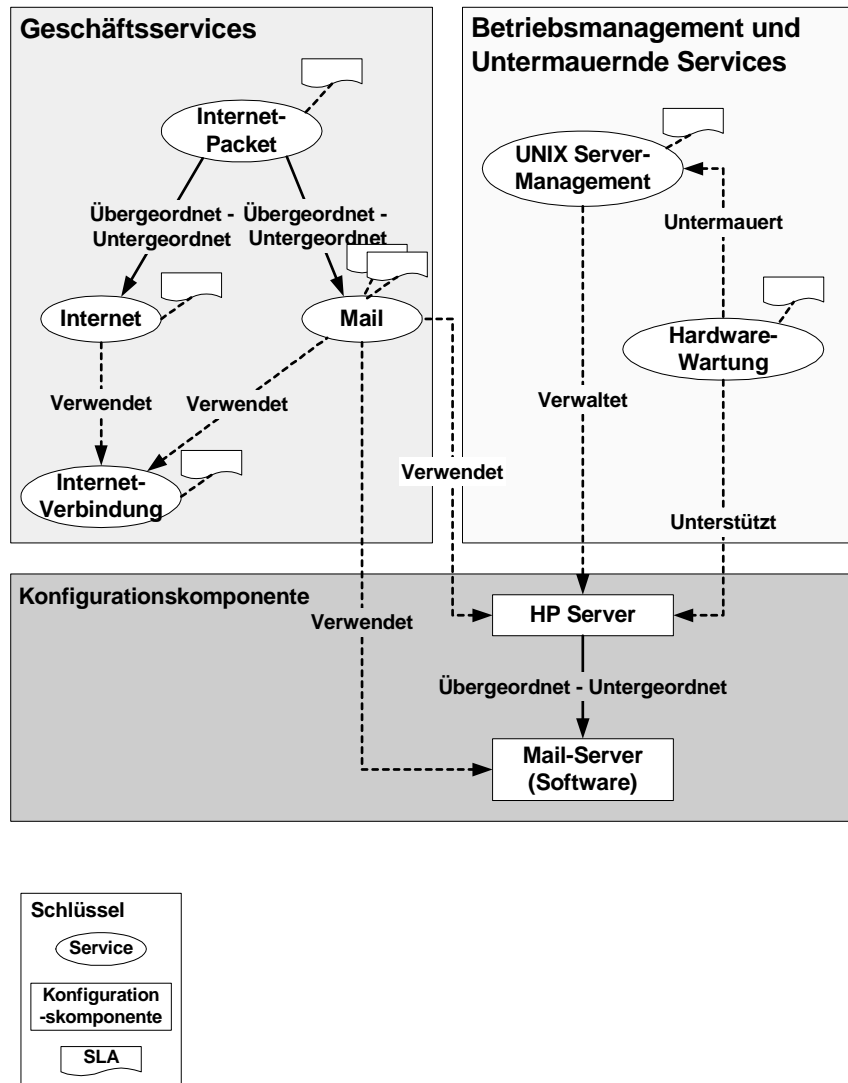 Geschäftsservices
Internet-
Packet
Übergeordnet -
Untergeordnet
Übergeordnet -
Untergeordnet
Internet
Mail
Verwendet
Verwendet
Internet-
Verbindung
Verwendet
Betriebsmanagement und
Untermauernde Services
UNIX Server-
Management
Untermauert
Hardware-
Wartung
Verwaltet
Unterstützt
Konfigurationskomponente
Verwendet
HP Server
Übergeordnet - Untergeordnet
Mail-Server
(Software)
Schlüssel
Service
Konfiguration
-skomponente
SLA